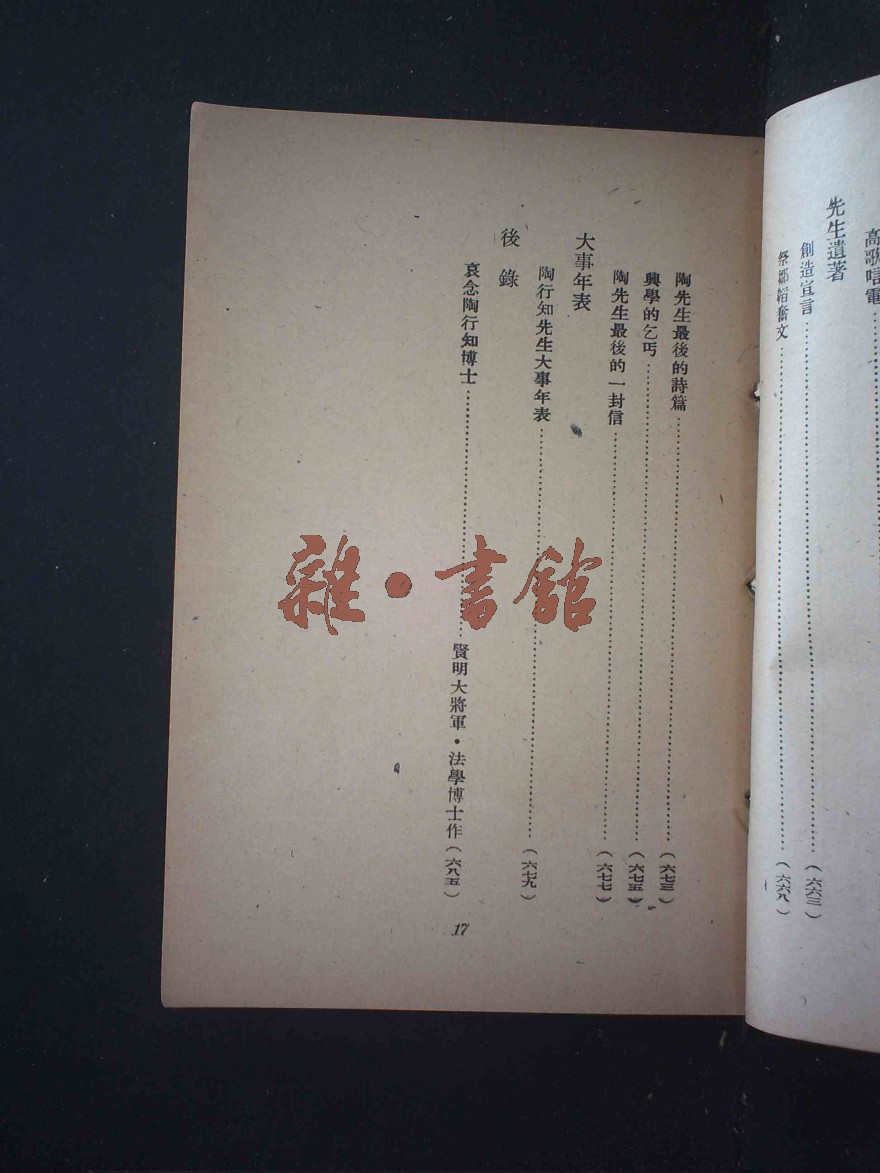 先生遺著
創造宣言……(六六三)
祭鄒韜奮文……(六六八)
陶先生最後的詩篇……(六七三)
興學的乞丐……(六七五)
陶先生最後的一封信……(六七七)
大事年表
陶行知先生大事年表……(六七九)
後錄
哀念陶行知博士……賢明大將軍・法學博士作(六八五)
17
雜・書館